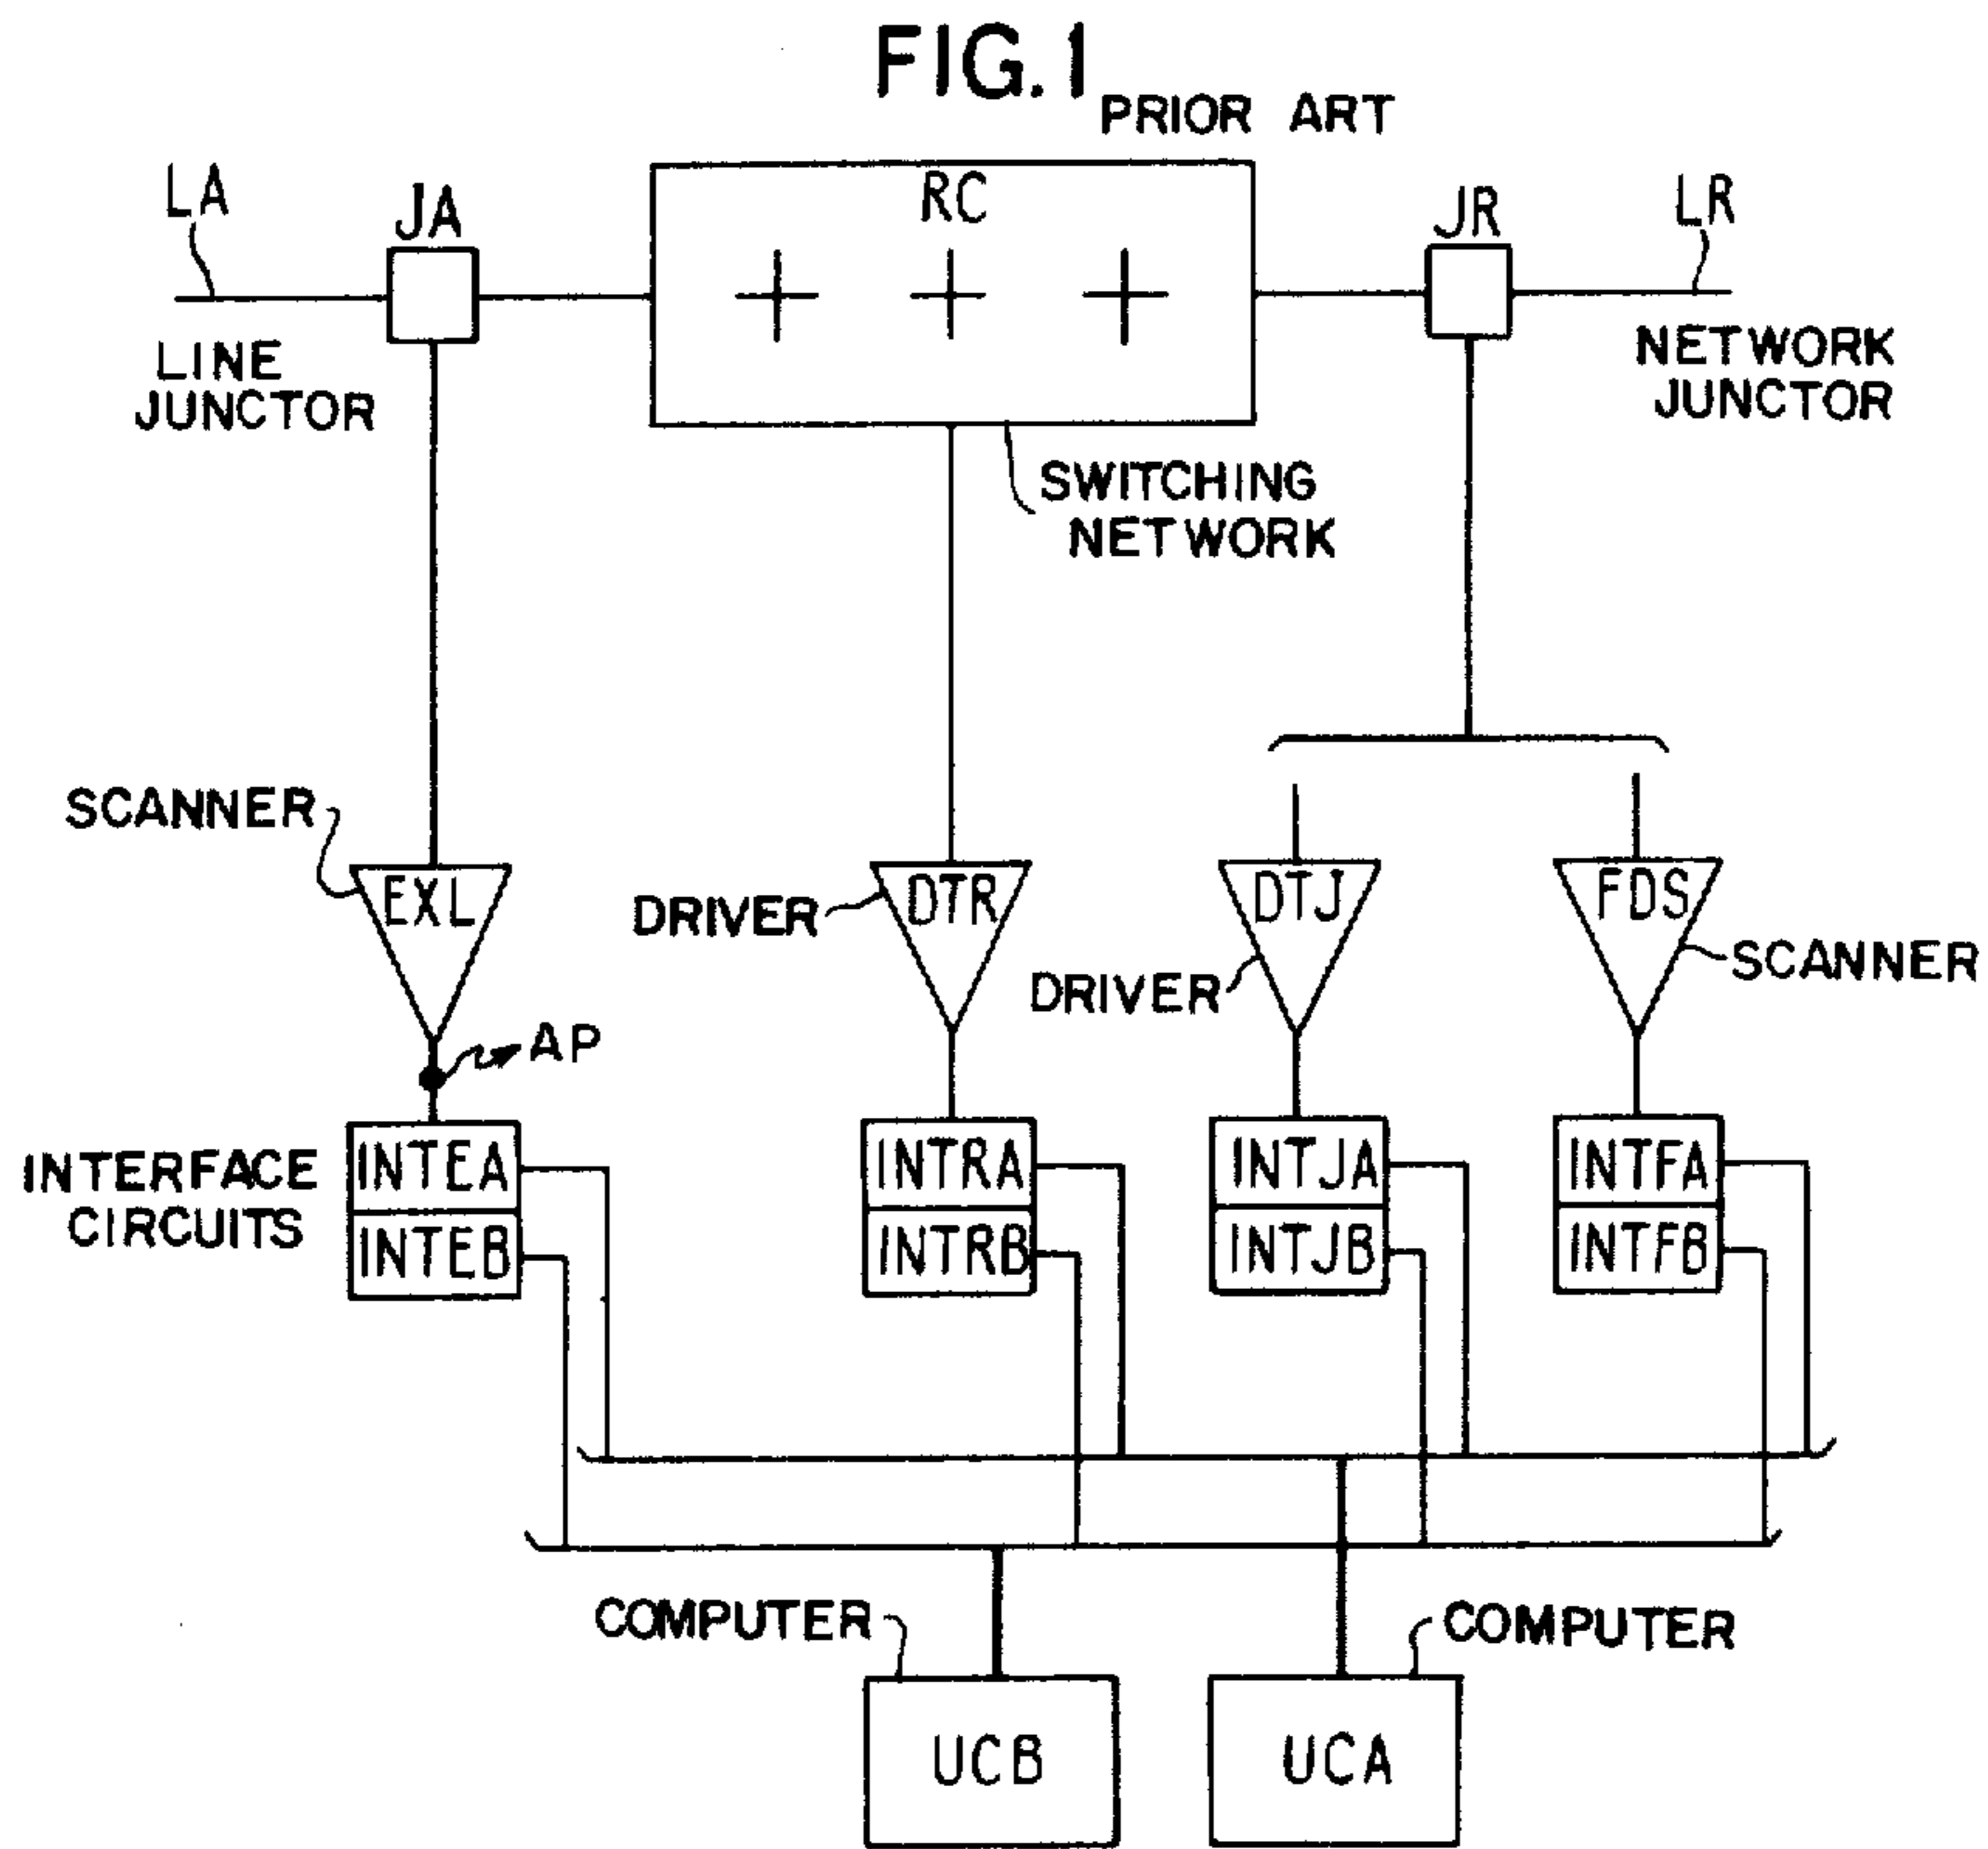 FIG. 1
PRIOR ART
LA
JA
RC
JR
LR
LINE
JUNCTOR
NETWORK
JUNCTOR
SWITCHING
NETWORK
SCANNER
EXL
DRIVER
DTR
DRIVER
DTJ
FDS
SCANNER
AP
INTERFACE
CIRCUITS
INTEA
INTEB
INTRA
INTRB
INTJA
INTJB
INTFA
INTFB
COMPUTER
COMPUTER
UCB
UCA